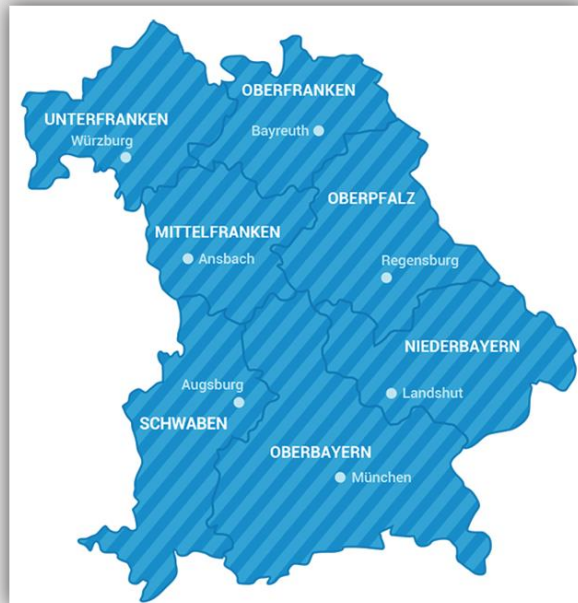 OBERFRANKEN
UNTERFRANKEN
Bayreuth
Würzburg
OBERPFALZ
MITTELFRANKEN
Ansbach
Regensburg
NIEDERBAYERN
Augsburg
Landshut
SCHWABEN
OBERBAYERN
München